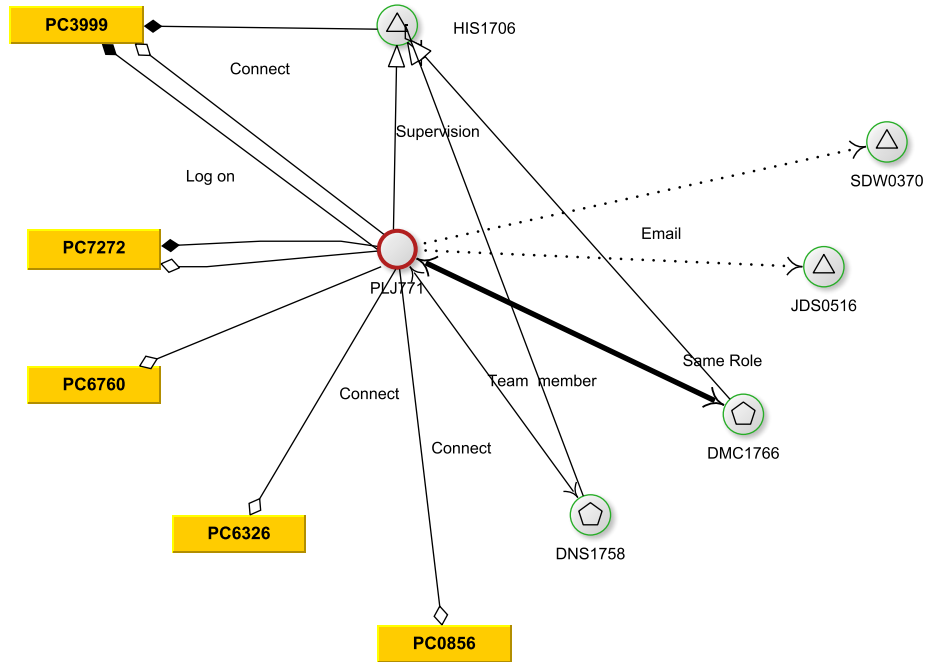 PC3999
HIS1706
Connect
Supervision
SDW0370
Log on
Email
PC7272
PLJ771
JDS0516
Same Role
PC6760
Team member
Connect
Connect
DMC1766
PC6326
DNS1758
PC0856